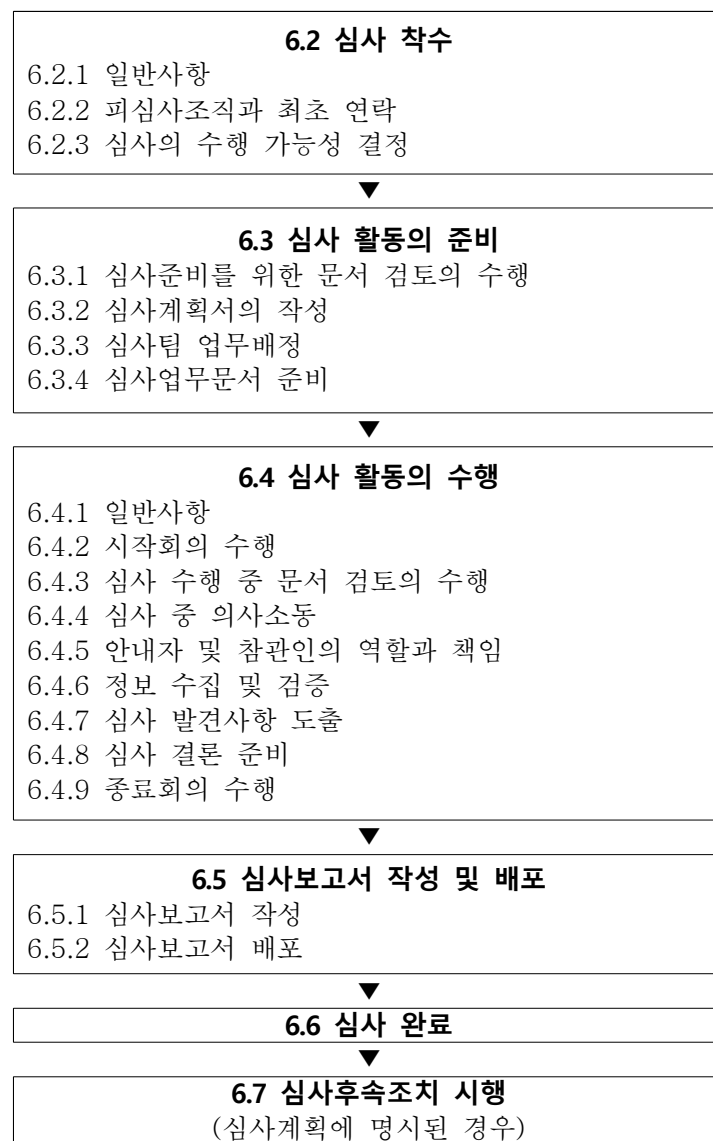 6.2 심사 착수
6.2.1 일반사항
6.2.2 피심사조직과 최초 연락
6.2.3 심사의 수행 가능성 결정
▼
6.3 심사 활동의 준비
6.3.1 심사준비를 위한 문서 검토의 수행
6.3.2 심사계획서의 작성
6.3.3 심사팀 업무배정
6.3.4 심사업무문서 준비
▼
6.4 심사 활동의 수행
6.4.1 일반사항
6.4.2 시작회의 수행
6.4.3 심사 수행 중 문서 검토의 수행
6.4.4 심사 중 의사소동
6.4.5 안내자 및 참관인의 역할과 책임
6.4.6 정보 수집 및 검증
6.4.7 심사 발견사항 도출
6.4.8 심사 결론 준비
6.4.9 종료회의 수행
▼
6.5 심사보고서 작성 및 배포
6.5.1 심사보고서 작성
6.5.2 심사보고서 배포
▼
6.6 심사 완료
▼
6.7 심사후속조치 시행
(심사계획에 명시된 경우)